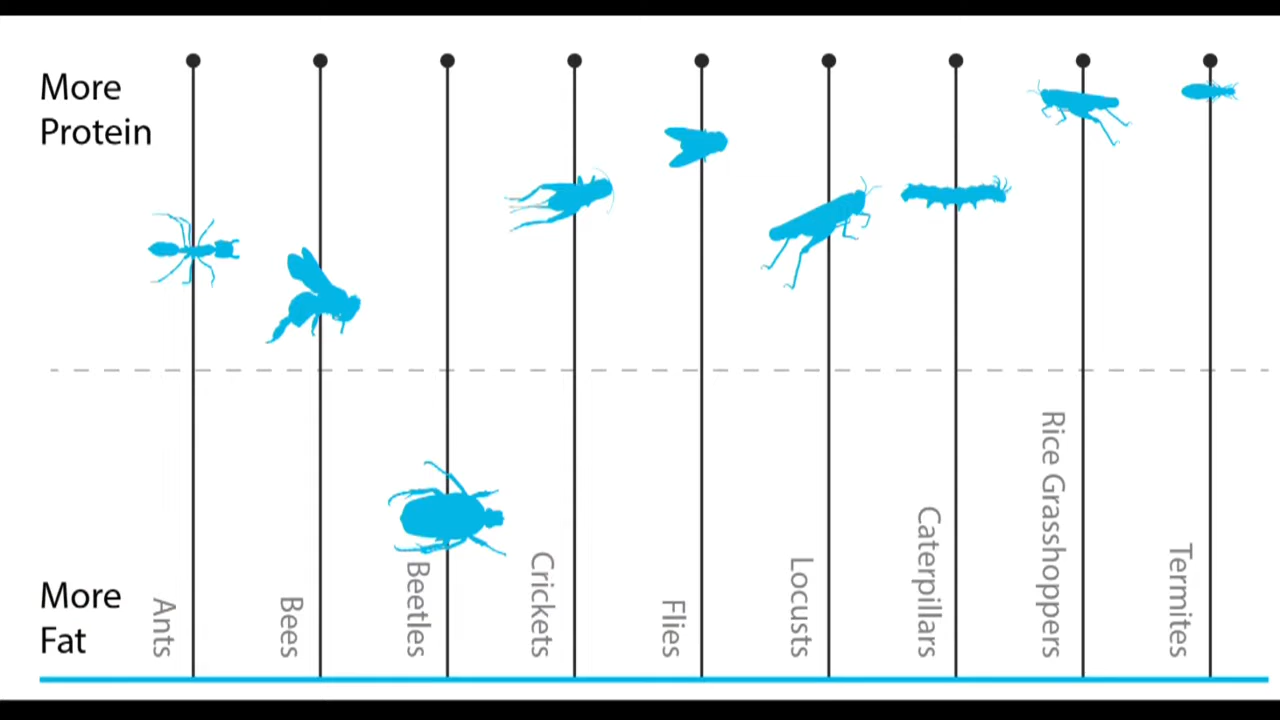 More
Protein
More
Fat
Ants
Bees
Beetles
Crickets
Flies
Locusts
Caterpillars
Rice Grasshoppers
Termites